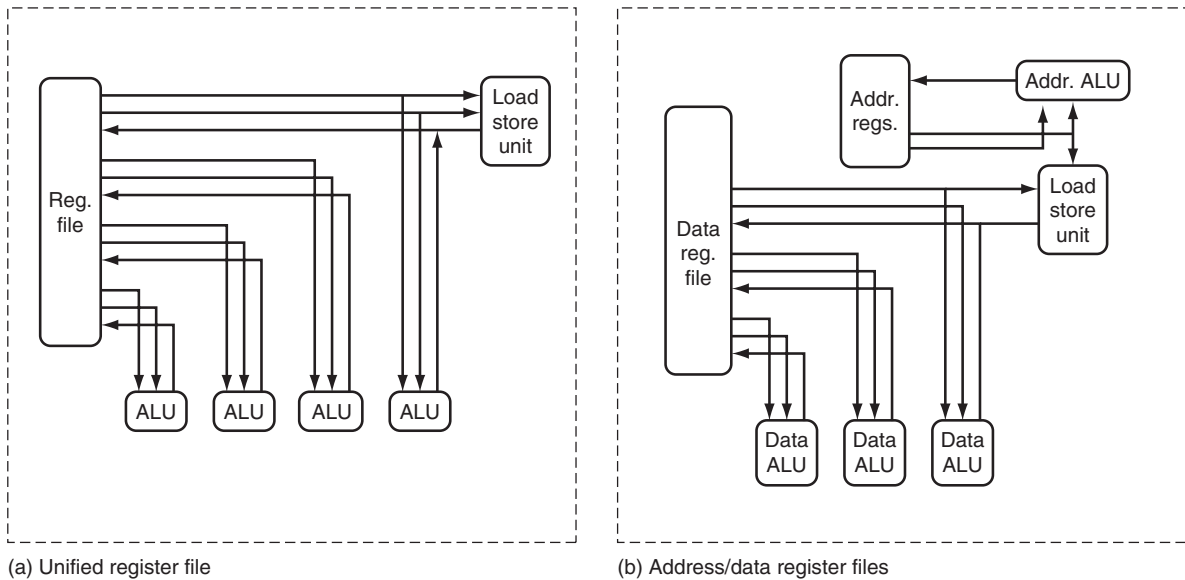 Reg.
file
Load
store
unit
ALU
ALU
ALU
ALU
(a) Unified register file
Addr.
regs.
Addr. ALU
Load
store
unit
Data
reg.
file
Data
ALU
Data
ALU
Data
ALU
(b) Address/data register files